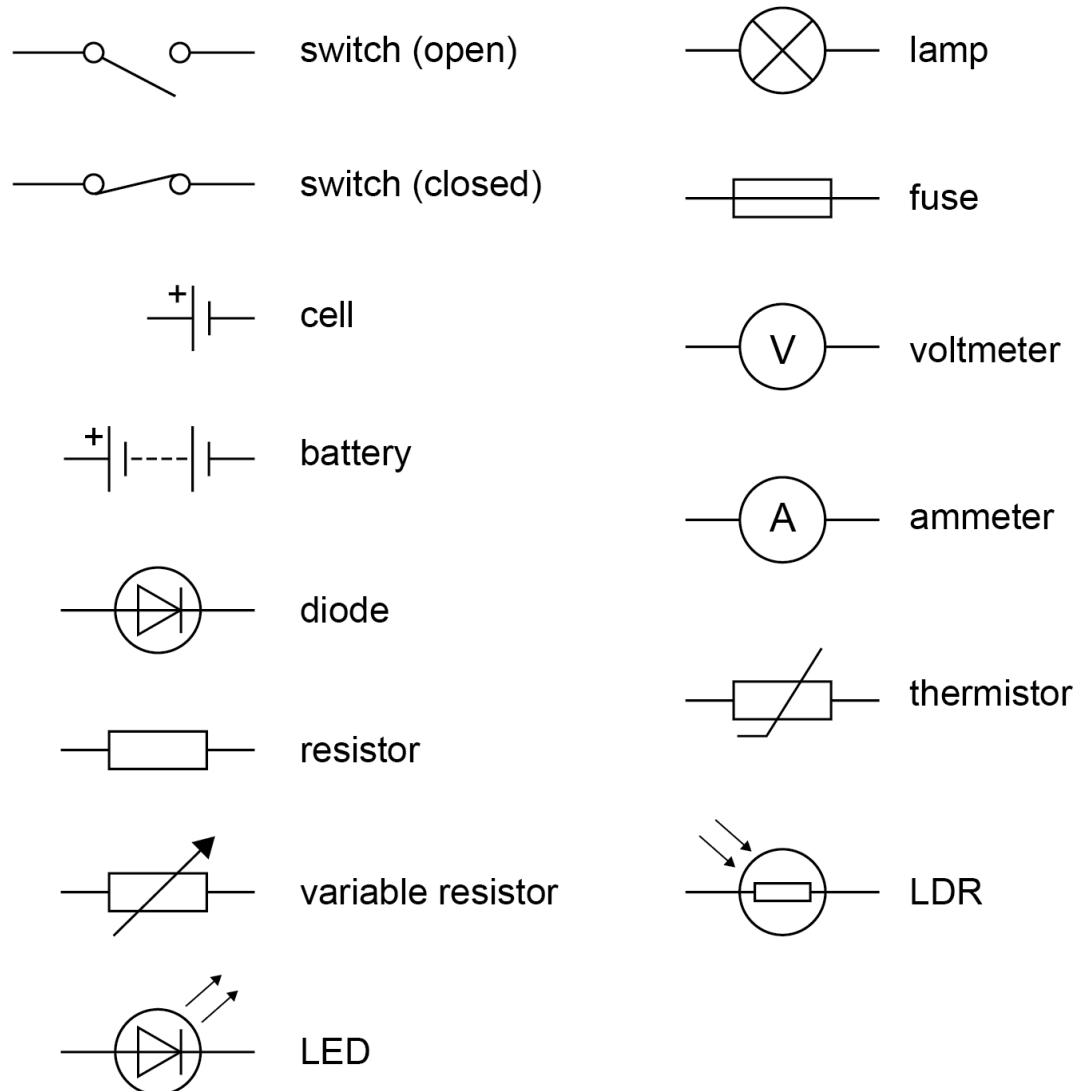 switch (open)
switch (closed)
+
cell
+
battery
diode
resistor
variable resistor
LED
lamp
fuse
V
voltmeter
A
ammeter
thermistor
LDR